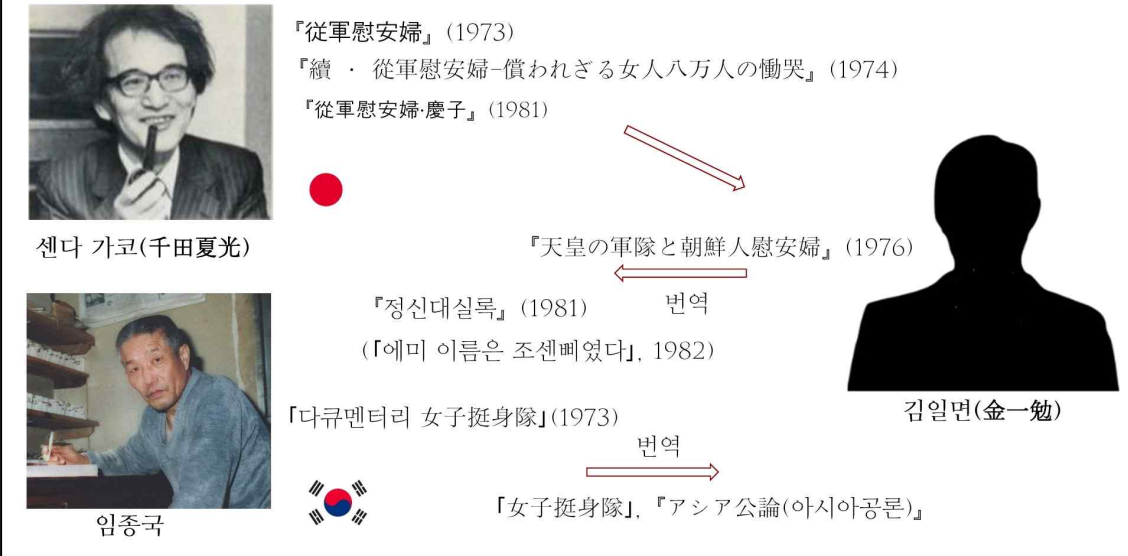 『従軍慰安婦』(1973)
『續 · 從軍慰安婦-償われざる女人八万人の慟哭』(1974)
『從軍慰安婦·慶子』(1981)
센다 가코(千田夏光)
『天皇の軍隊と朝鮮人慰安婦』(1976)
번역
『정신대실록』(1981)
(「에미 이름은 조센삐였다」, 1982)
김일면(金一勉)
「다큐멘터리 女子挺身隊」(1973)
번역
「女子挺身隊」, 『アシア公論(아시아공론)』
임종국